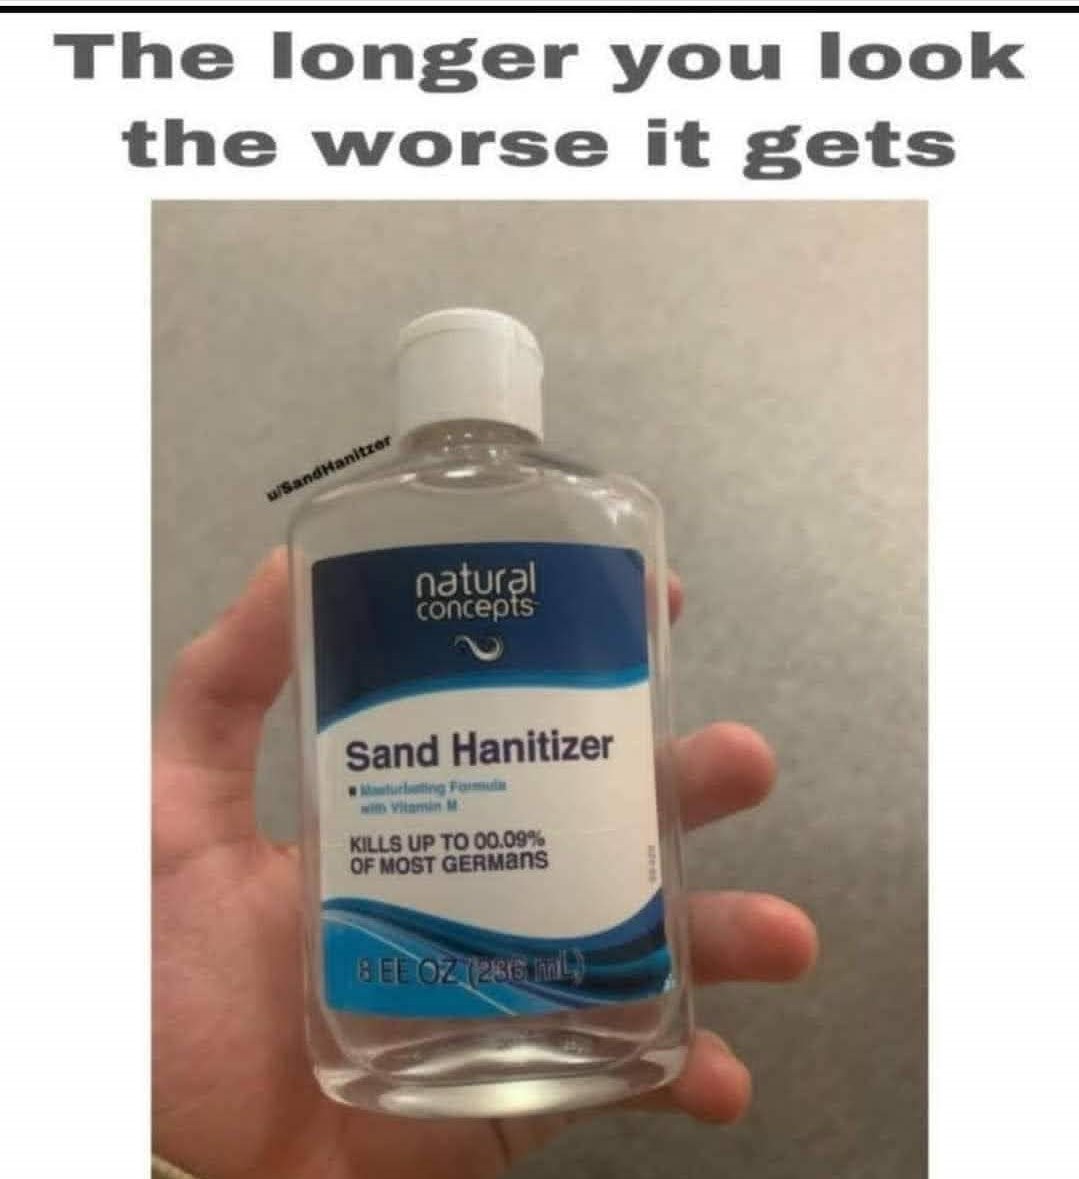 The longer you look
the worse it gets
u/SandHanitzer
natural
concepts
Sand Hanitizer
Masturbating Formula
with Vitamin M
KILLS UP TO 00.09%
OF MOST GERMans
8 EE OZ (236 mL)